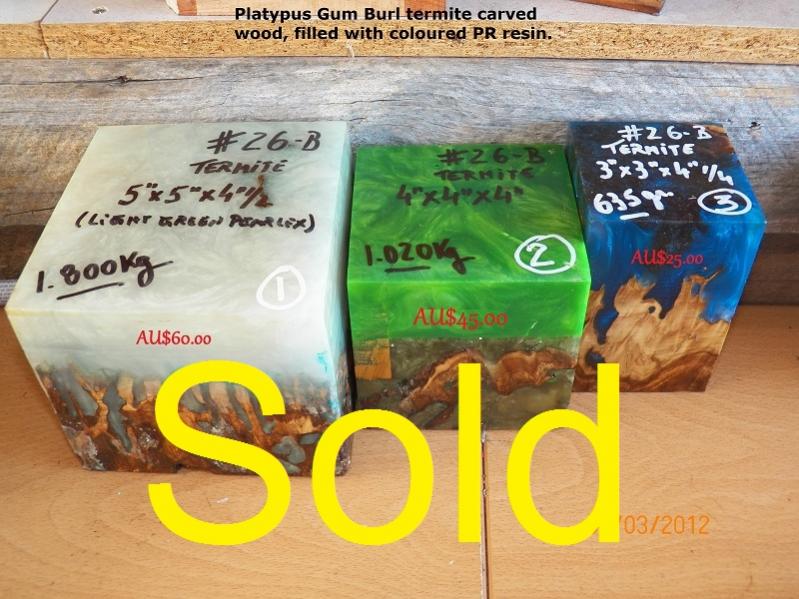 Platypus Gum Burl termite carved
wood, filled with coloured PR resin.
#26-B
TERMITE
5"x5"x4"1/2
(LIGHT GREEN PEARLEX)
1.800Kg
1
AU$60.00
#26-B
TERMITE
4"x4"x4"
1.020Kg
2
AU$45.00
#26-B
TERMITE
3"x3"x4"1/4
635gr
3
AU$25.00
Sold
/03/2012